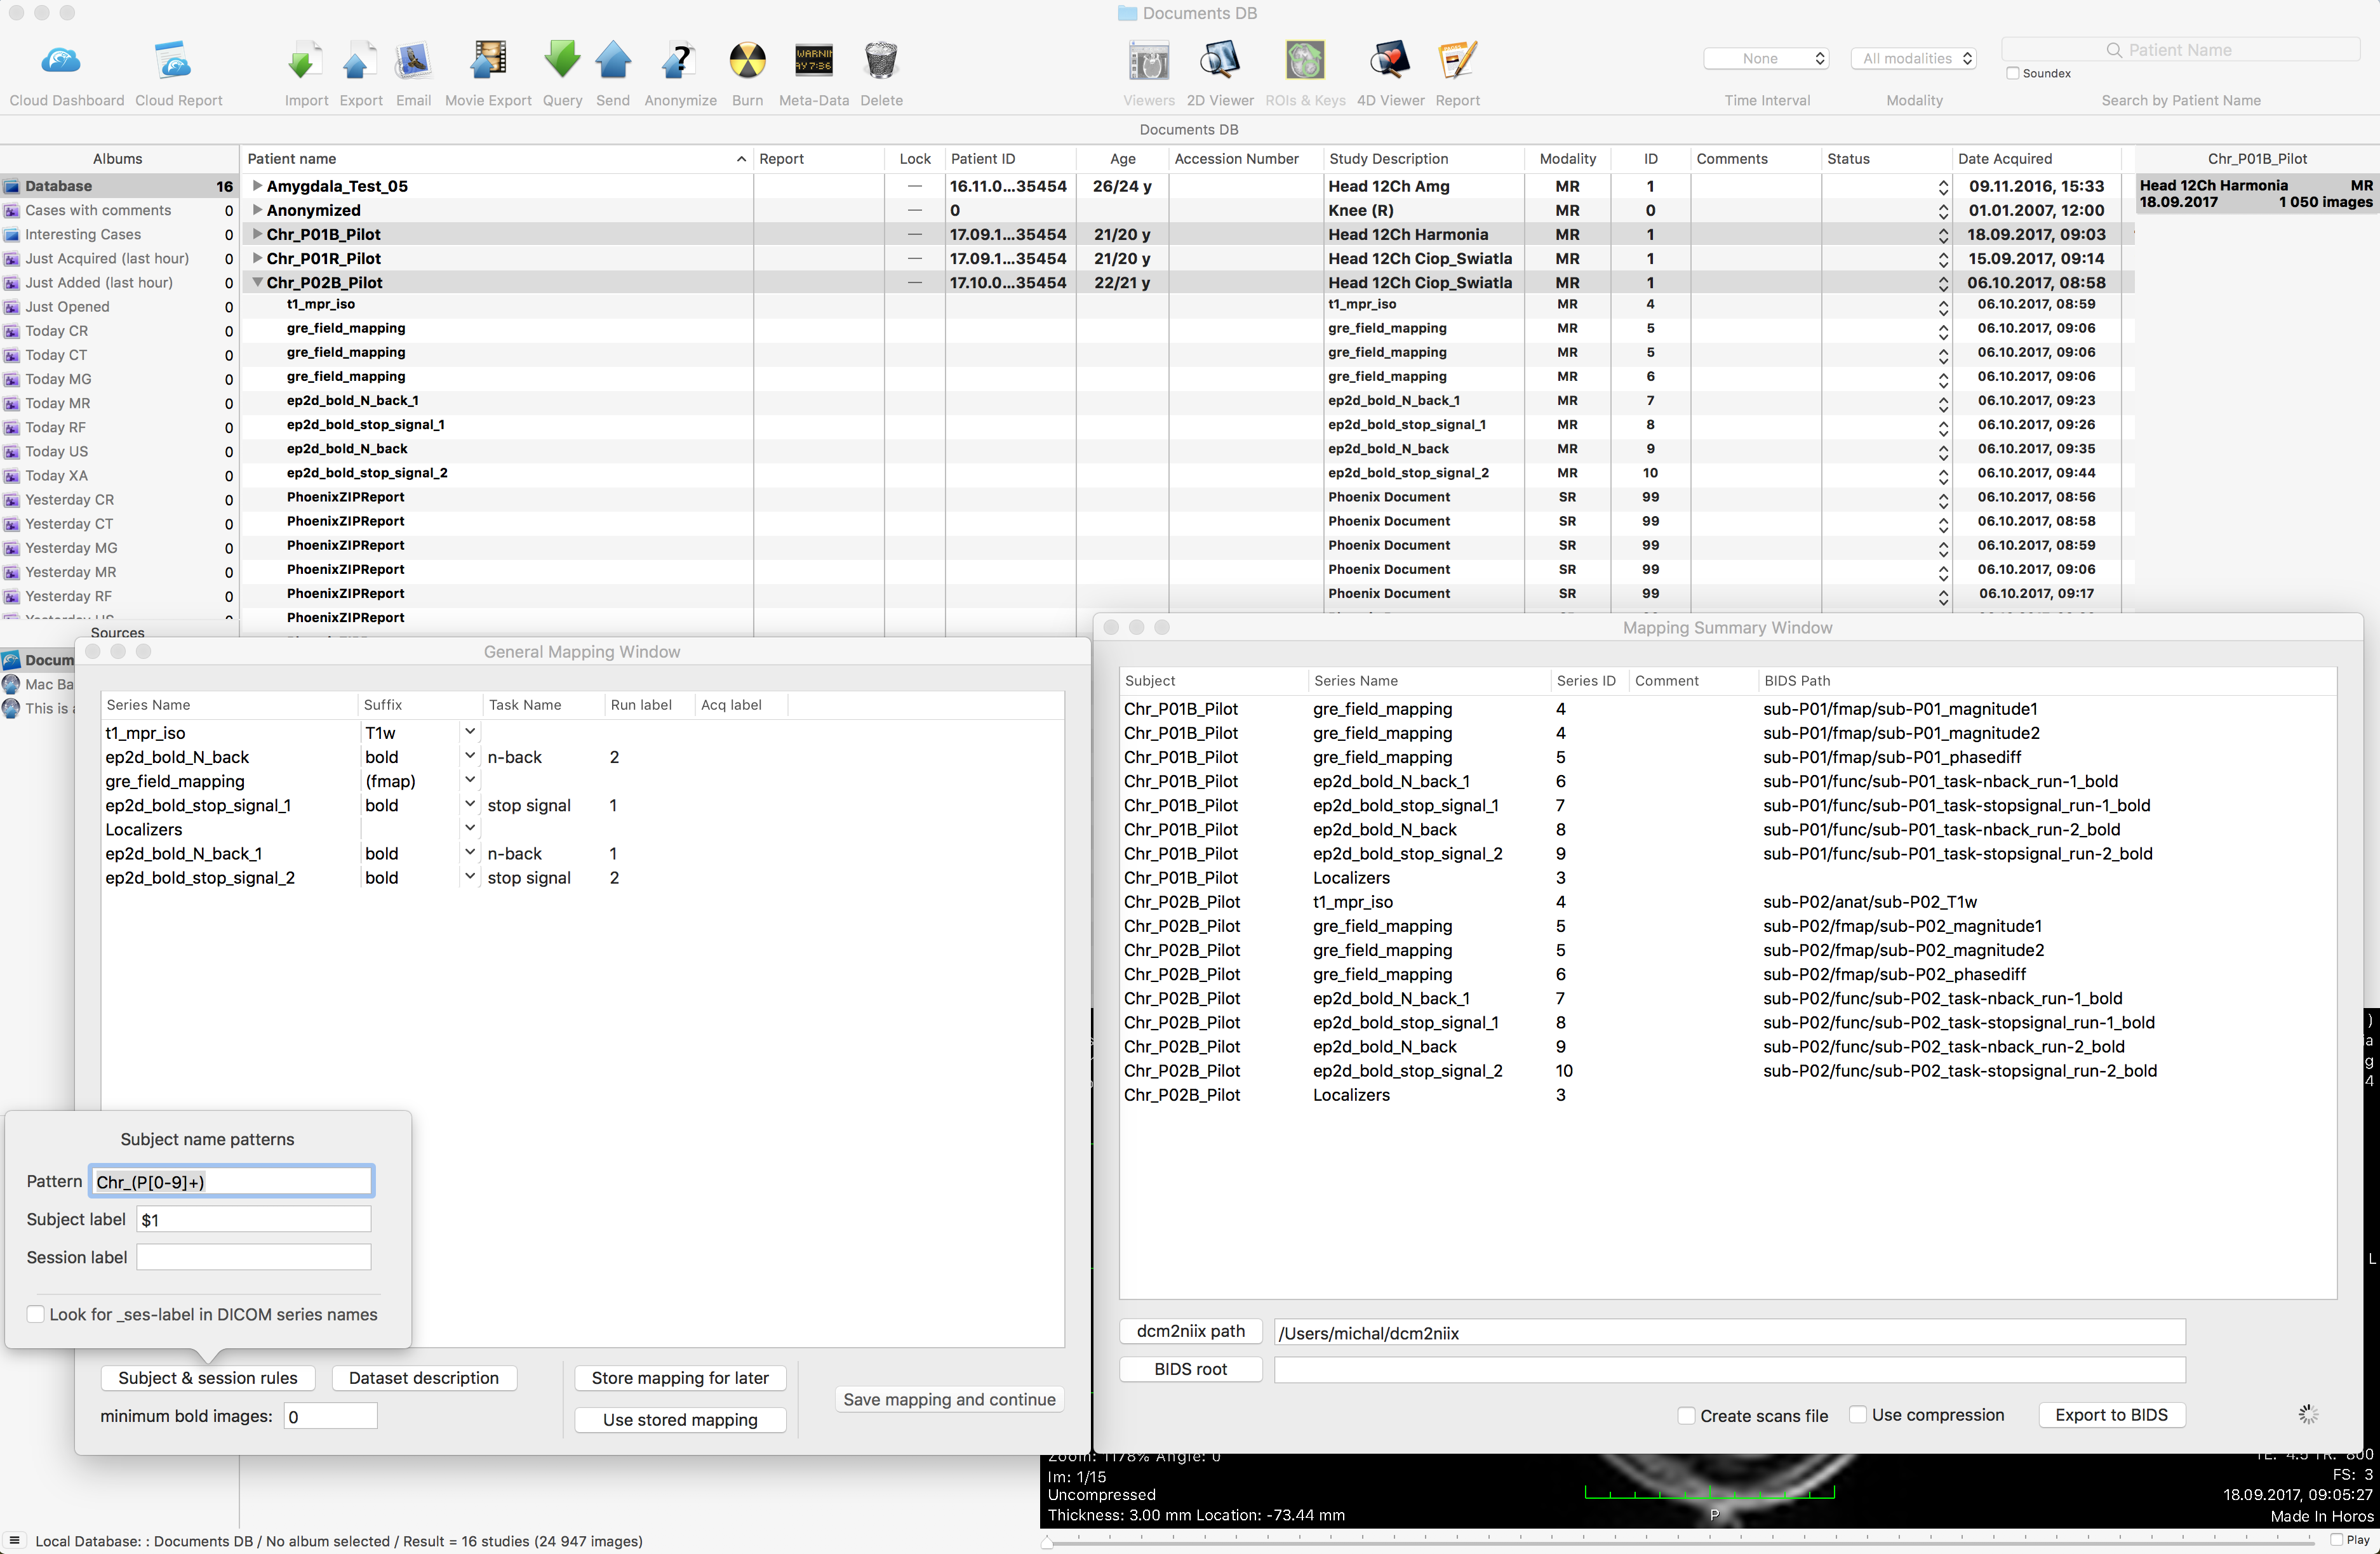 Documents DB
Cloud Dashboard Cloud Report Import Export Email Movie Export Query Send Anonymize Burn Meta-Data Delete Viewers 2D Viewer ROIs & Keys 4D Viewer Report
None All modalities Patient Name
Soundex
Time Interval Modality Search by Patient Name
Documents DB
Albums
Database 16
Cases with comments 0
Interesting Cases 0
Just Acquired (last hour) 0
Just Added (last hour) 0
Just Opened 0
Today CR 0
Today CT 0
Today MG 0
Today MR 0
Today RF 0
Today US 0
Today XA 0
Yesterday CR 0
Yesterday CT 0
Yesterday MG 0
Yesterday MR 0
Yesterday RF 0
Sources
Docum
Mac Ba
This is
Patient name Report Lock Patient ID Age Accession Number Study Description Modality ID Comments Status Date Acquired
Amygdala_Test_05 — 16.11.0...35454 26/24 y Head 12Ch Amg MR 1 09.11.2016, 15:33
Anonymized — 0 Knee (R) MR 0 01.01.2007, 12:00
Chr_P01B_Pilot — 17.09.1...35454 21/20 y Head 12Ch Harmonia MR 1 18.09.2017, 09:03
Chr_P01R_Pilot — 17.09.1...35454 21/20 y Head 12Ch Ciop_Swiatla MR 1 15.09.2017, 09:14
Chr_P02B_Pilot — 17.10.0...35454 22/21 y Head 12Ch Ciop_Swiatla MR 1 06.10.2017, 08:58
t1_mpr_iso t1_mpr_iso MR 4 06.10.2017, 08:59
gre_field_mapping gre_field_mapping MR 5 06.10.2017, 09:06
gre_field_mapping gre_field_mapping MR 5 06.10.2017, 09:06
gre_field_mapping gre_field_mapping MR 6 06.10.2017, 09:06
ep2d_bold_N_back_1 ep2d_bold_N_back_1 MR 7 06.10.2017, 09:23
ep2d_bold_stop_signal_1 ep2d_bold_stop_signal_1 MR 8 06.10.2017, 09:26
ep2d_bold_N_back ep2d_bold_N_back MR 9 06.10.2017, 09:35
ep2d_bold_stop_signal_2 ep2d_bold_stop_signal_2 MR 10 06.10.2017, 09:44
PhoenixZIPReport Phoenix Document SR 99 06.10.2017, 08:56
PhoenixZIPReport Phoenix Document SR 99 06.10.2017, 08:58
PhoenixZIPReport Phoenix Document SR 99 06.10.2017, 08:59
PhoenixZIPReport Phoenix Document SR 99 06.10.2017, 09:06
PhoenixZIPReport Phoenix Document SR 99 06.10.2017, 09:17
PhoenixZIPReport
Chr_P01B_Pilot
Head 12Ch Harmonia MR
18.09.2017 1 050 images
General Mapping Window
Series Name Suffix Task Name Run label Acq label
t1_mpr_iso T1w
ep2d_bold_N_back bold n-back 2
gre_field_mapping (fmap)
ep2d_bold_stop_signal_1 bold stop signal 1
Localizers
ep2d_bold_N_back_1 bold n-back 1
ep2d_bold_stop_signal_2 bold stop signal 2
Subject name patterns
Pattern Chr_(P[0-9]+)
Subject label $1
Session label
Look for _ses-label in DICOM series names
Subject & session rules Dataset description Store mapping for later
Save mapping and continue
minimum bold images: 0 Use stored mapping
Mapping Summary Window
Subject Series Name Series ID Comment BIDS Path
Chr_P01B_Pilot gre_field_mapping 4 sub-P01/fmap/sub-P01_magnitude1
Chr_P01B_Pilot gre_field_mapping 4 sub-P01/fmap/sub-P01_magnitude2
Chr_P01B_Pilot gre_field_mapping 5 sub-P01/fmap/sub-P01_phasediff
Chr_P01B_Pilot ep2d_bold_N_back_1 6 sub-P01/func/sub-P01_task-nback_run-1_bold
Chr_P01B_Pilot ep2d_bold_stop_signal_1 7 sub-P01/func/sub-P01_task-stopsignal_run-1_bold
Chr_P01B_Pilot ep2d_bold_N_back 8 sub-P01/func/sub-P01_task-nback_run-2_bold
Chr_P01B_Pilot ep2d_bold_stop_signal_2 9 sub-P01/func/sub-P01_task-stopsignal_run-2_bold
Chr_P01B_Pilot Localizers 3
Chr_P02B_Pilot t1_mpr_iso 4 sub-P02/anat/sub-P02_T1w
Chr_P02B_Pilot gre_field_mapping 5 sub-P02/fmap/sub-P02_magnitude1
Chr_P02B_Pilot gre_field_mapping 5 sub-P02/fmap/sub-P02_magnitude2
Chr_P02B_Pilot gre_field_mapping 6 sub-P02/fmap/sub-P02_phasediff
Chr_P02B_Pilot ep2d_bold_N_back_1 7 sub-P02/func/sub-P02_task-nback_run-1_bold
Chr_P02B_Pilot ep2d_bold_stop_signal_1 8 sub-P02/func/sub-P02_task-stopsignal_run-1_bold
Chr_P02B_Pilot ep2d_bold_N_back 9 sub-P02/func/sub-P02_task-nback_run-2_bold
Chr_P02B_Pilot ep2d_bold_stop_signal_2 10 sub-P02/func/sub-P02_task-stopsignal_run-2_bold
Chr_P02B_Pilot Localizers 3
dcm2niix path /Users/michal/dcm2niix
BIDS root
Create scans file Use compression Export to BIDS
)
ia
g
4
L
Zoom: 1178% Angle: 0 TE: 4.5 TR: 800
Im: 1/15 FS: 3
Uncompressed 18.09.2017, 09:05:27
Thickness: 3.00 mm Location: -73.44 mm P Made In Horos
Local Database: : Documents DB / No album selected / Result = 16 studies (24 947 images) Play